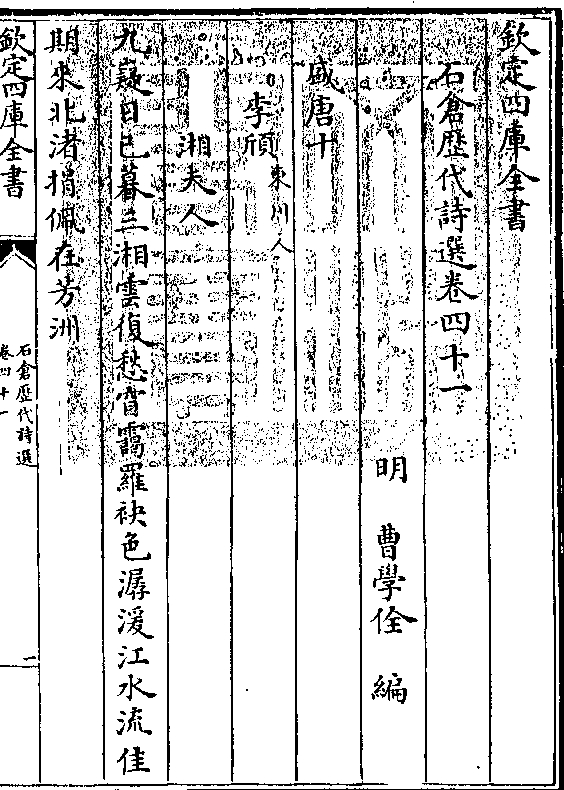 欽定四庫全書
石倉歴代詩選卷四十一
明 曹學佺 編
盛唐十
李頎 東川人
湘夫人
九嶷日已暮三湘雲復愁窅靄羅袂色潺湲江水流佳
期來北渚捐佩在芳洲
欽定四庫全書
石倉歴代詩選
卷四十一
一